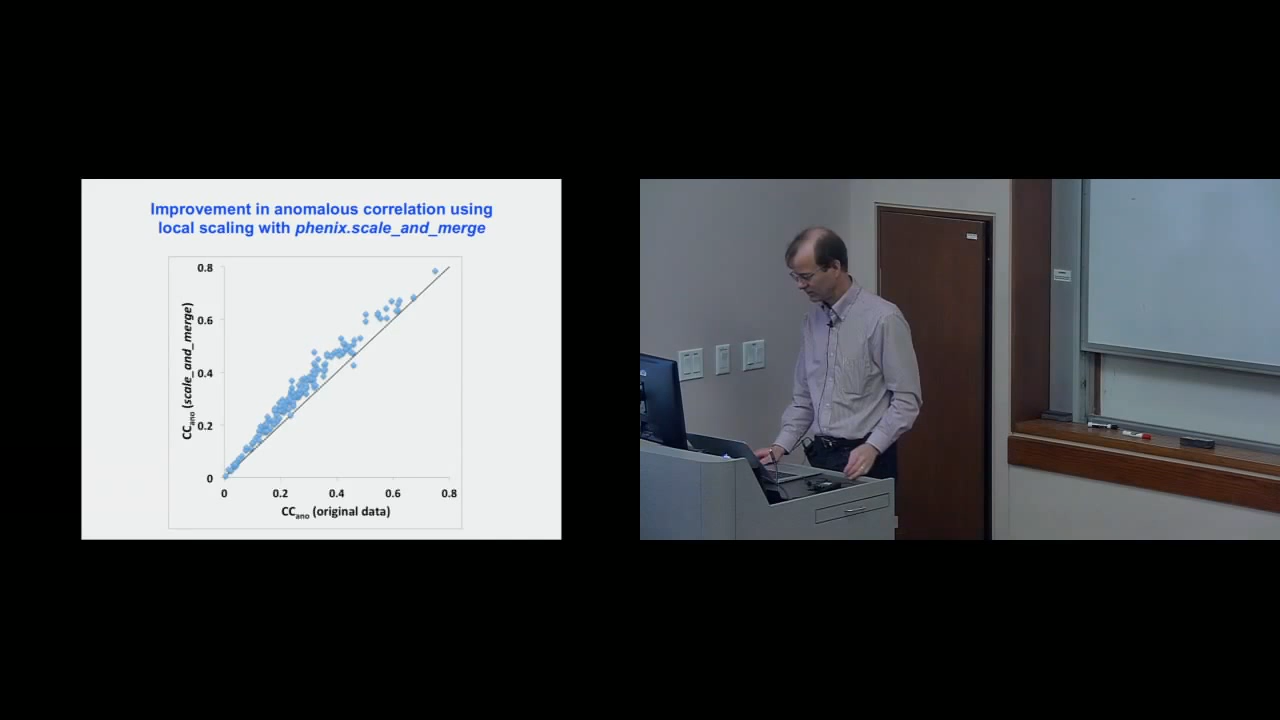 Improvement in anomalous correlation using
local scaling with phenix.scale_and_merge
0.8
0.6
0.4
0.2
0
CCano (scale_and_merge)
0 0.2 0.4 0.6 0.8
CCano (original data)